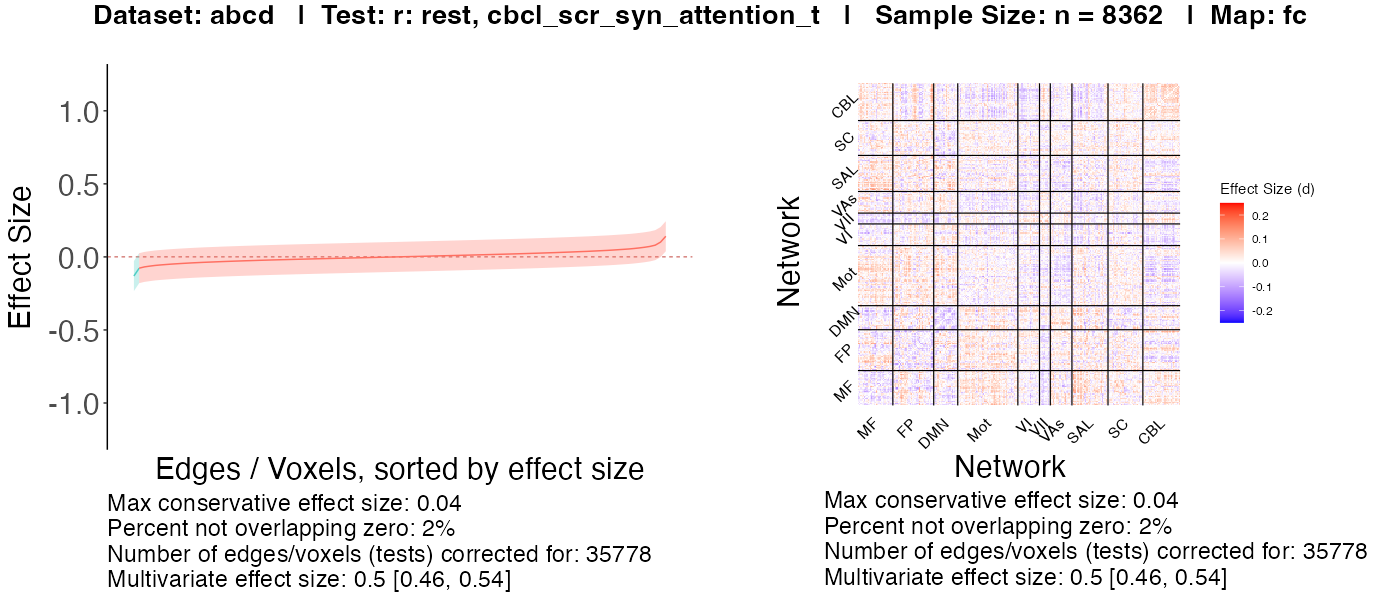 Dataset: abcd | Test: r: rest, cbcl_scr_syn_attention_t | Sample Size: n = 8362 | Map: fc
Effect Size
1.0
0.5
0.0
-0.5
-1.0
Edges / Voxels, sorted by effect size
Max conservative effect size: 0.04
Percent not overlapping zero: 2%
Number of edges/voxels (tests) corrected for: 35778
Multivariate effect size: 0.5 [0.46, 0.54]
Network
CBL
SC
SAL
VAs
VII
VI
Mot
DMN
FP
MF
MF
FP
DMN
Mot
VI
VII
VAs
SAL
SC
CBL
Network
Effect Size (d)
0.2
0.1
0.0
-0.1
-0.2
Max conservative effect size: 0.04
Percent not overlapping zero: 2%
Number of edges/voxels (tests) corrected for: 35778
Multivariate effect size: 0.5 [0.46, 0.54]